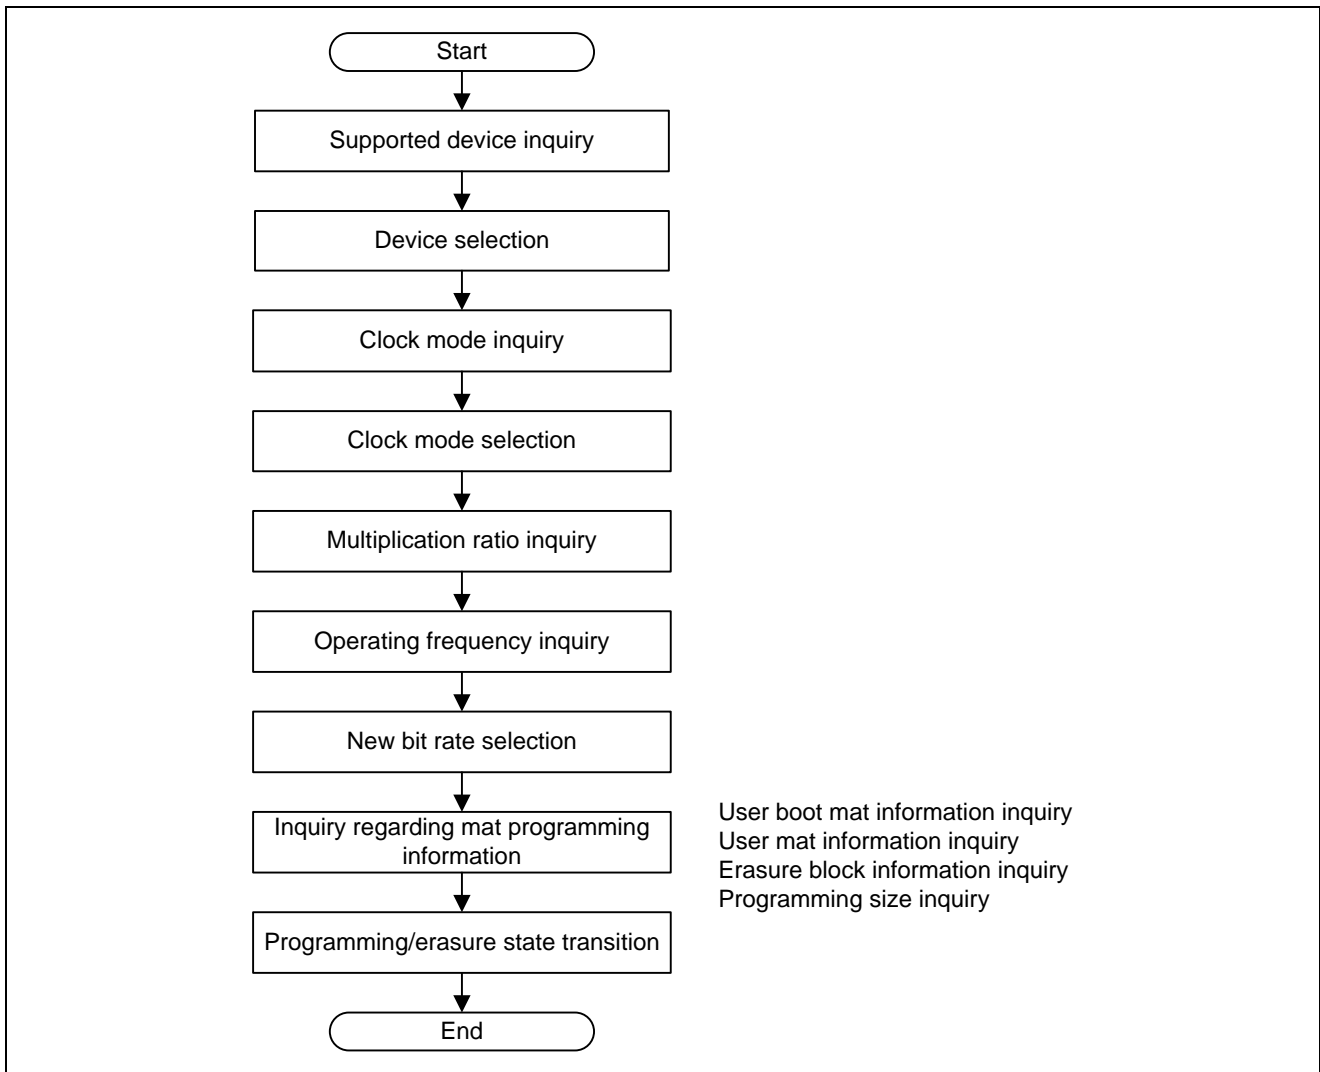 Start
Supported device inquiry
Device selection
Clock mode inquiry
Clock mode selection
Multiplication ratio inquiry
Operating frequency inquiry
New bit rate selection
Inquiry regarding mat programming
information
User boot mat information inquiry
User mat information inquiry
Erasure block information inquiry
Programming size inquiry
Programming/erasure state transition
End